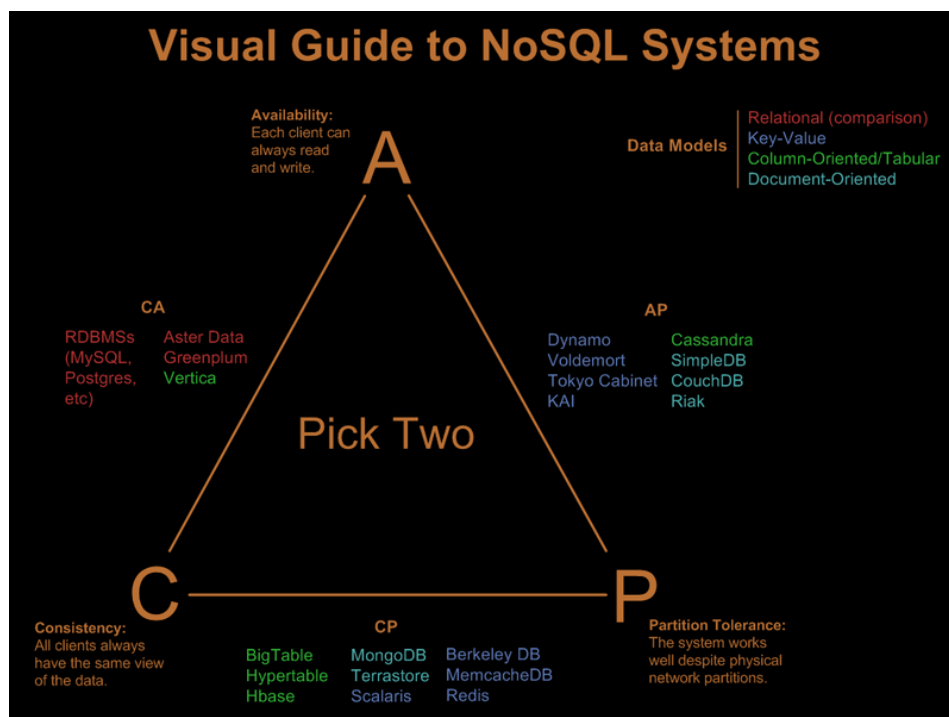 Visual Guide to NoSQL Systems
Availability:
Each client can
always read
and write.
A
Data Models
Relational (comparison)
Key-Value
Column-Oriented/Tabular
Document-Oriented
CA
RDBMSs
(MySQL,
Postgres,
etc)
Aster Data
Greenplum
Vertica
AP
Dynamo
Voldemort
Tokyo Cabinet
KAI
Cassandra
SimpleDB
CouchDB
Riak
Pick Two
C
P
Consistency:
All clients always
have the same view
of the data.
CP
BigTable
Hypertable
Hbase
MongoDB
Terrastore
Scalaris
Berkeley DB
MemcacheDB
Redis
Partition Tolerance:
The system works
well despite physical
network partitions.